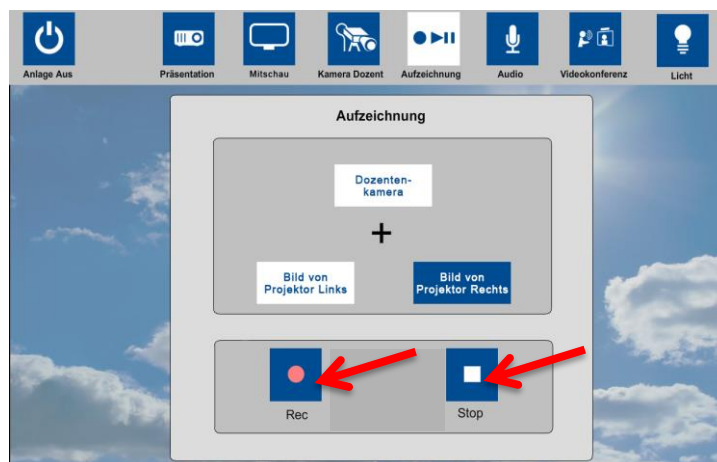 Anlage Aus
Präsentation
Mitschau
Kamera Dozent
Aufzeichnung
Audio
Videokonferenz
Licht
Aufzeichnung
Dozenten-
kamera
+
Bild von
Projektor Links
Bild von
Projektor Rechts
Rec
Stop